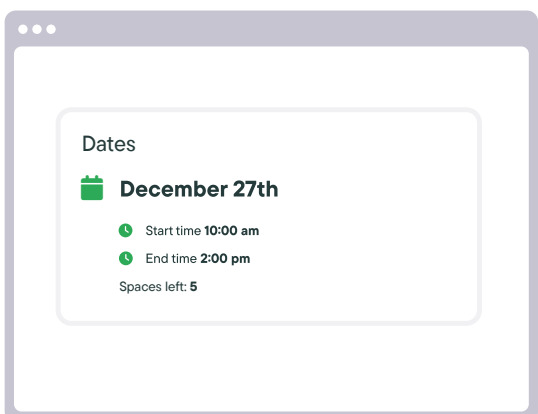 Dates
December 27th
Start time 10:00 am
End time 2:00 pm
Spaces left: 5